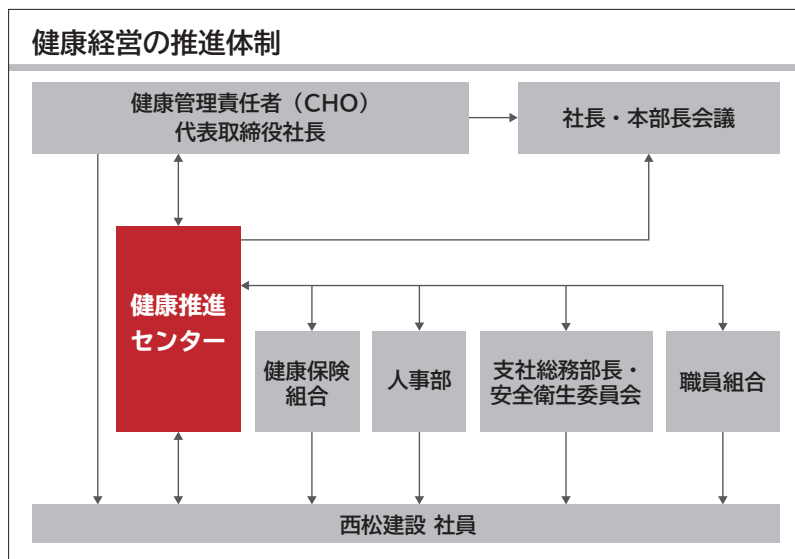 健康経営の推進体制
健康管理責任者（CHO）
代表取締役社長
社長・本部長会議
健康推進
センター
健康保険
組合
人事部
支社総務部長・
安全衛生委員会
職員組合
西松建設 社員